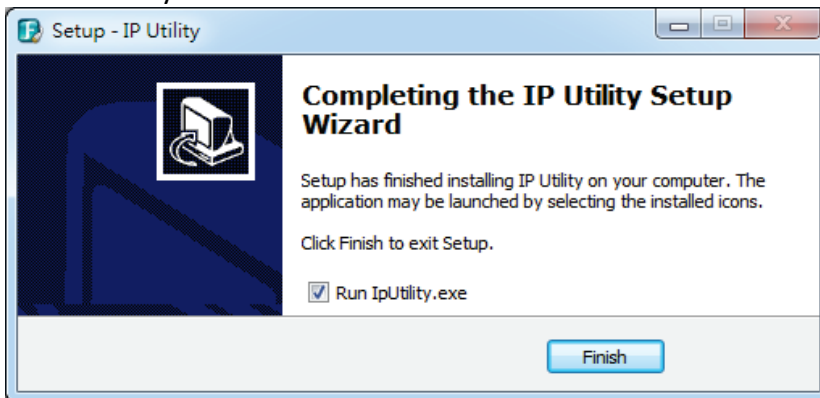 Setup - IP Utility
Completing the IP Utility Setup
Wizard
Setup has finished installing IP Utility on your computer. The
application may be launched by selecting the installed icons.
Click Finish to exit Setup.
Run IpUtility.exe
Finish